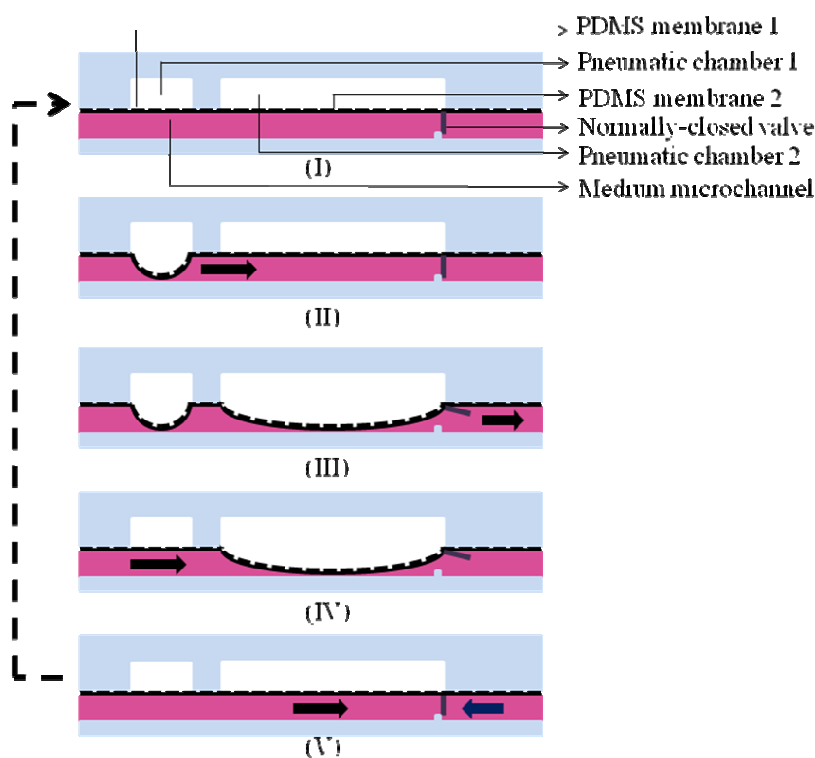 PDMS membrane 1
Pneumatic chamber 1
PDMS membrane 2
Normally-closed valve
Pneumatic chamber 2
(I)
Medium microchannel
(II)
(III)
(IV)
(V)